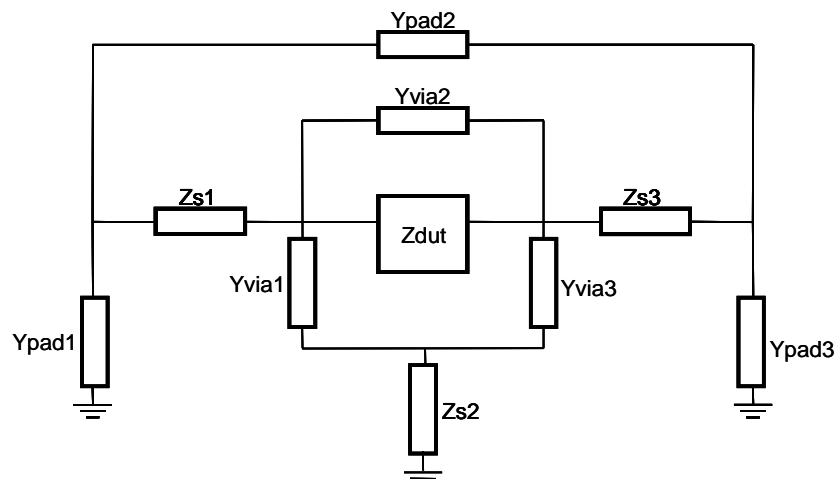 Ypad2
Yvia2
Zs1
Zs3
Zdut
Yvia1
Yvia3
Ypad1
Ypad3
Zs2